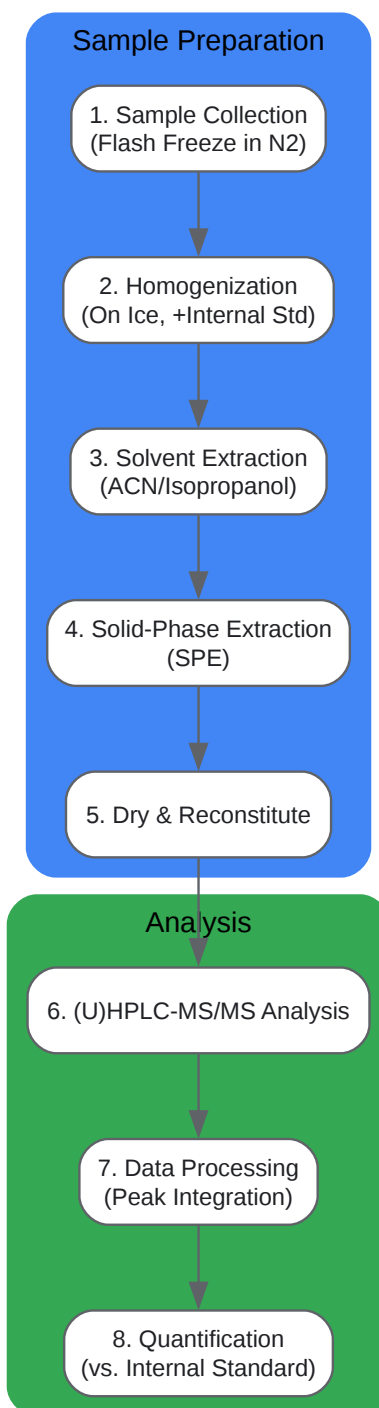 Sample Preparation
1. Sample Collection
(Flash Freeze in N2)
2. Homogenization
(On Ice, +Internal Std)
3. Solvent Extraction
(ACN/Isopropanol)
4. Solid-Phase Extraction
(SPE)
5. Dry & Reconstitute
Analysis
6. (U)HPLC-MS/MS Analysis
7. Data Processing
(Peak Integration)
8. Quantification
(vs. Internal Standard)